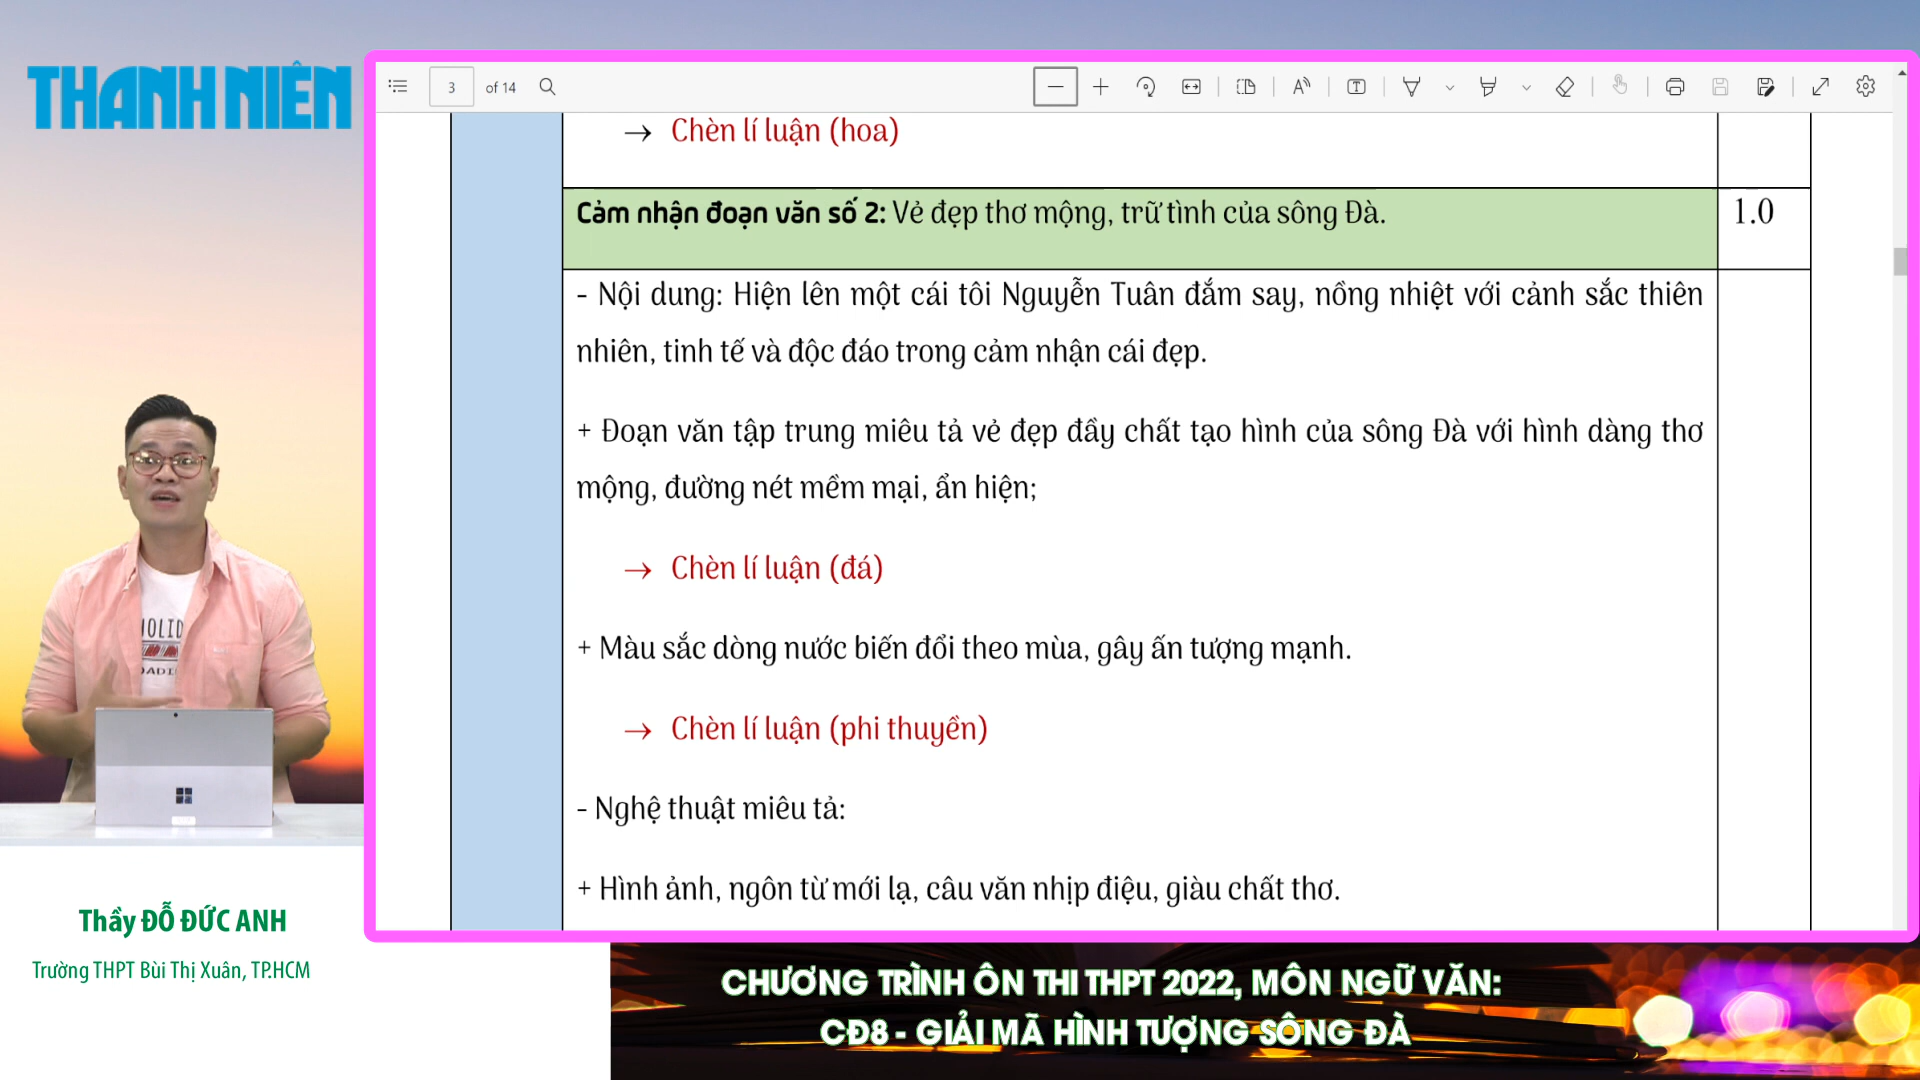 THANH NIÊN
3 of 14
→ Chèn lí luận (hoa)
Cảm nhận đoạn văn số 2: Vẻ đẹp thơ mộng, trữ tình của sông Đà.
1.0
- Nội dung: Hiện lên một cái tôi Nguyễn Tuân đắm say, nồng nhiệt với cảnh sắc thiên
nhiên, tinh tế và độc đáo trong cảm nhận cái đẹp.
+ Đoạn văn tập trung miêu tả vẻ đẹp đầy chất tạo hình của sông Đà với hình dàng thơ
mộng, đường nét mềm mại, ẩn hiện;
→ Chèn lí luận (đá)
+ Màu sắc dòng nước biến đổi theo mùa, gây ấn tượng mạnh.
→ Chèn lí luận (phi thuyền)
- Nghệ thuật miêu tả:
+ Hình ảnh, ngôn từ mới lạ, câu văn nhịp điệu, giàu chất thơ.
Thầy ĐỖ ĐỨC ANH
Trường THPT Bùi Thị Xuân, TP.HCM
CHƯƠNG TRÌNH ÔN THI THPT 2022, MÔN NGỮ VĂN:
CĐ8 - GIẢI MÃ HÌNH TƯỢNG SÔNG ĐÀ